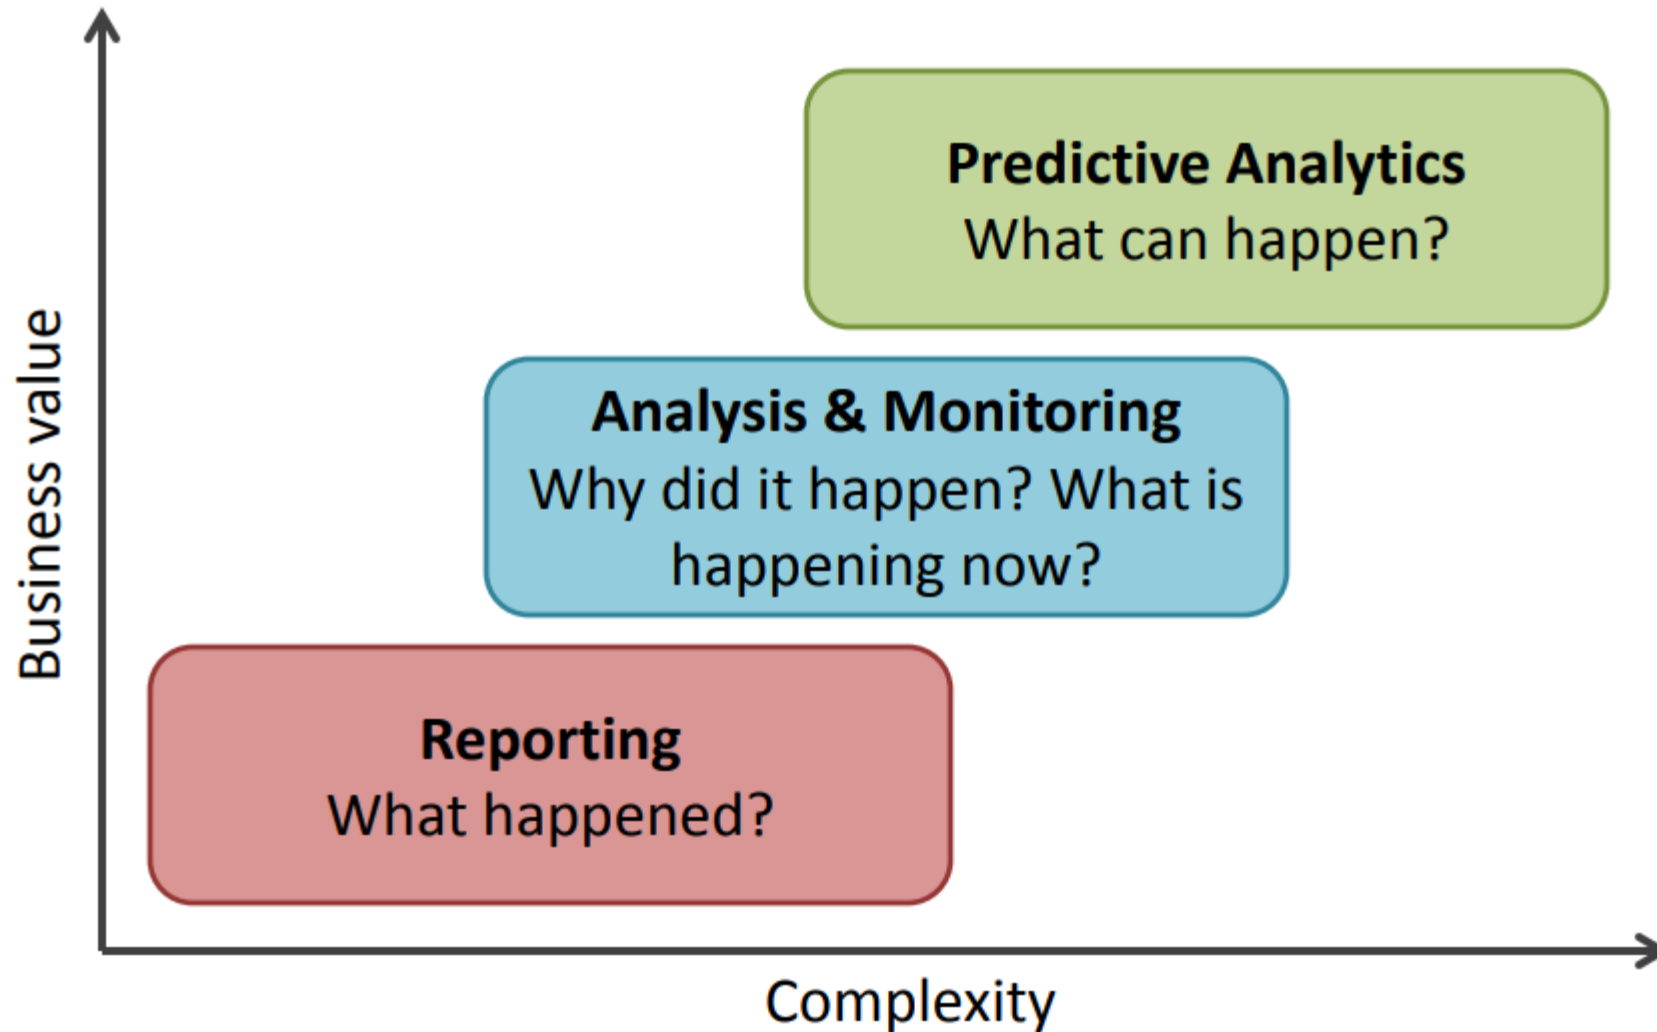 Business value
Predictive Analytics
What can happen?
Analysis & Monitoring
Why did it happen? What is
happening now?
Reporting
What happened?
Complexity